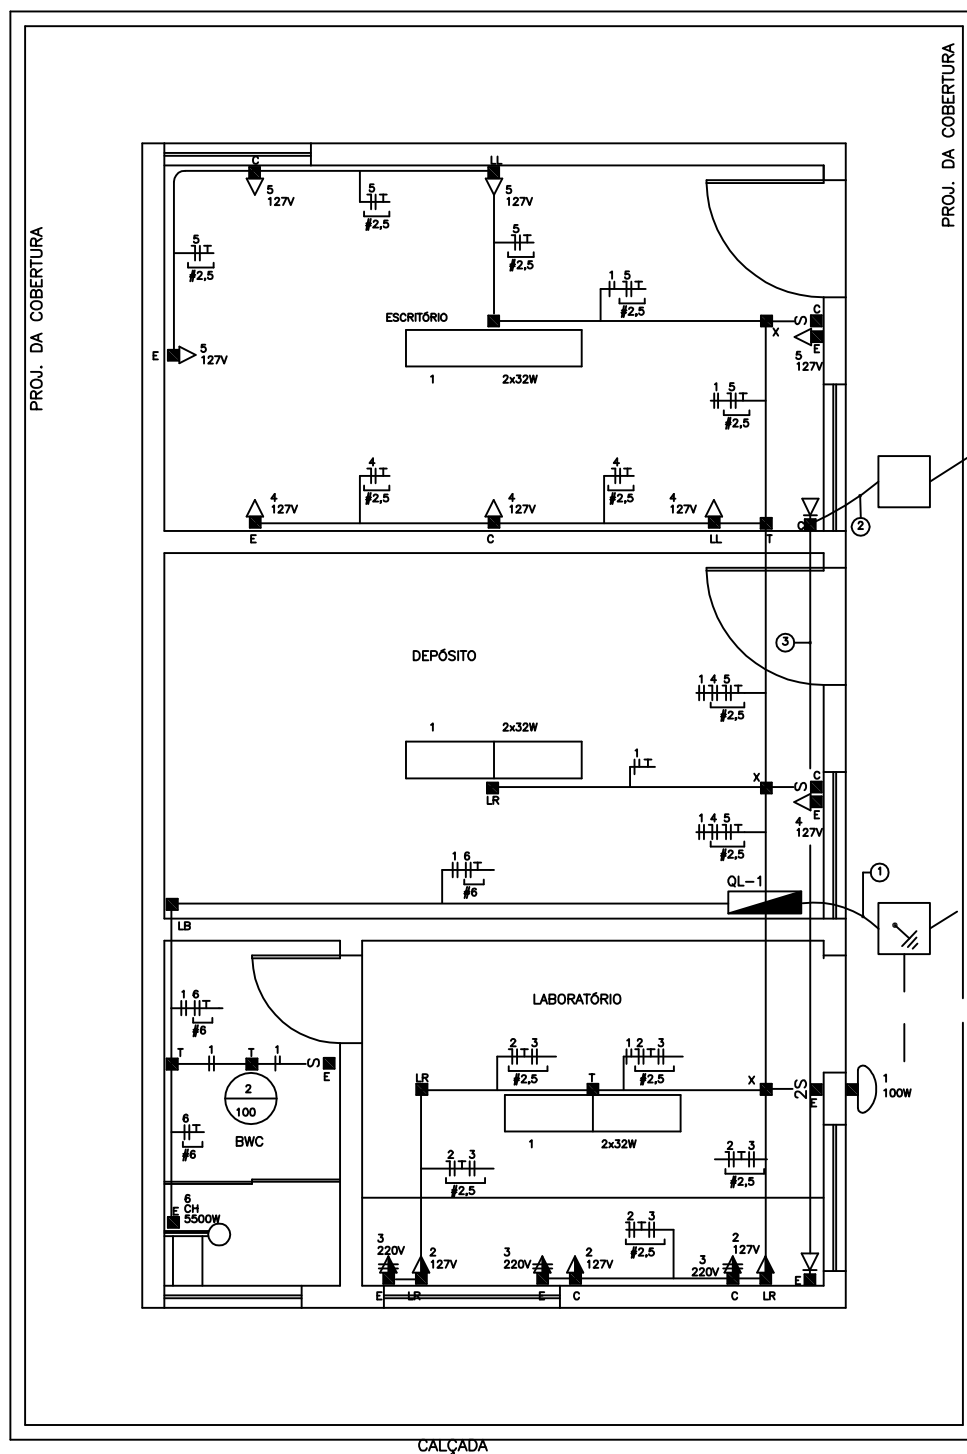 PROJ. DA COBERTURA
PROJ. DA COBERTURA
C
LL
5
127V
5
#2,5
5
127V
5
#2,5
5
#2,5
1 5
#2,5
ESCRITÓRIO
S
C
X
E
5
127V
E
5
127V
1
2x32W
1 5
#2,5
4
#2,5
4
#2,5
4
127V
4
127V
4
127V
E
C
LL
T
C
2
3
DEPÓSITO
1 4 5
#2,5
1
2x32W
1
X
S
C
LR
E
4
127V
1 4 5
#2,5
1 6
#6
QL-1
1
LB
LABORATÓRIO
1 6
#6
T
1
T
1
S
E
2 3
#2,5
1 2 3
#2,5
LR
T
X
2S
E
1
100W
2
100
BWC
6
#6
1
2x32W
2 3
#2,5
2 3
#2,5
6
CH
5500W
E
2 3
#2,5
3
220V
2
127V
3
220V
2
127V
3
220V
2
127V
E
LR
E
C
C
LR
E
CALÇADA